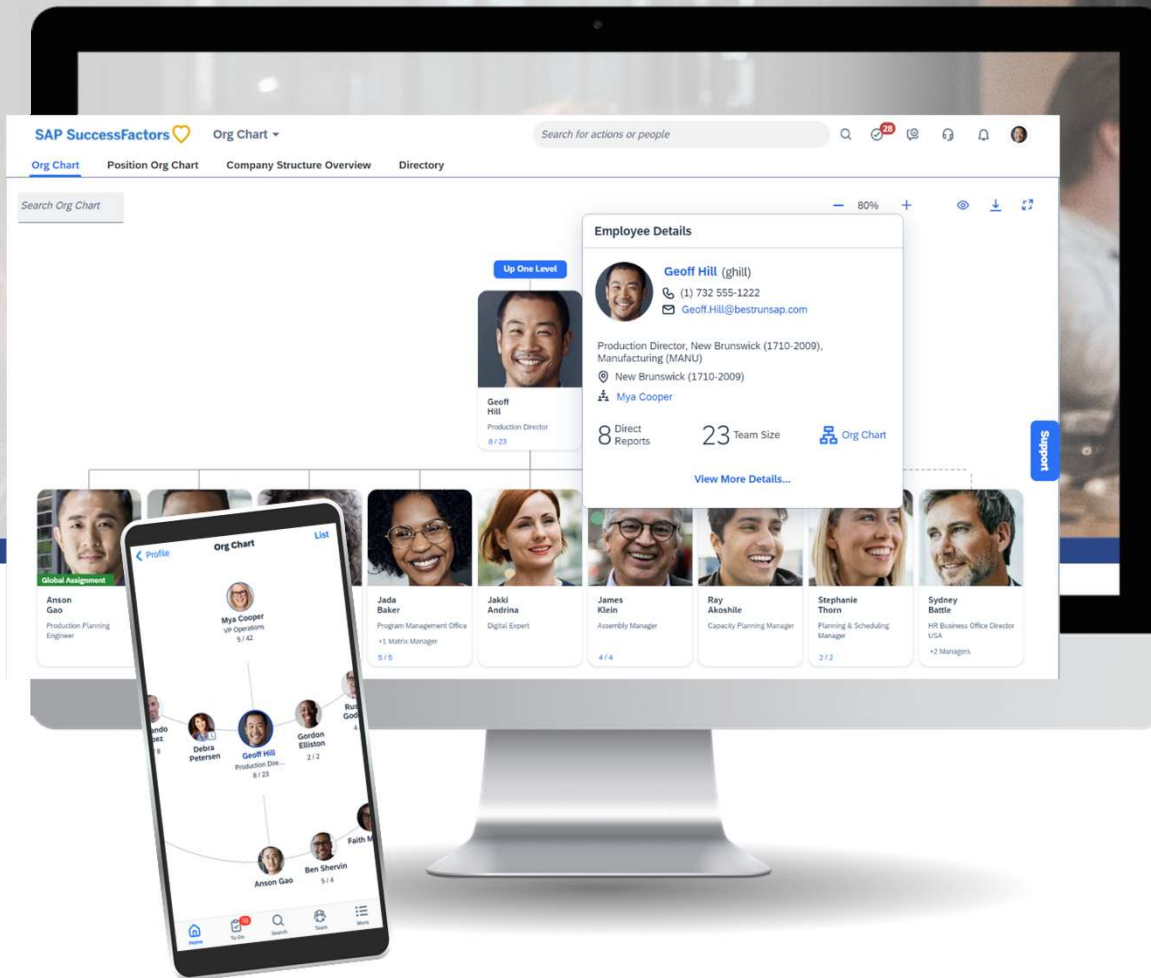 SAP SuccessFactors
Org Chart
Search for actions or people
28
Org Chart
Position Org Chart
Company Structure Overview
Directory
Search Org Chart
80%
Up One Level
Geoff
Hill
Production Director
8 / 23
Employee Details
Geoff Hill (ghill)
(1) 732 555-1222
Geoff.Hill@bestrunsap.com
Production Director, New Brunswick (1710-2009),
Manufacturing (MANU)
New Brunswick (1710-2009)
Mya Cooper
8 Direct
Reports
23 Team Size
Org Chart
View More Details...
Support
Global Assignment
Anson
Gao
Production Planning
Engineer
Jada
Baker
Program Management Office
+1 Matrix Manager
5 / 5
Jakki
Andrina
Digital Expert
James
Klein
Assembly Manager
4 / 4
Ray
Akoshile
Capacity Planning Manager
Stephanie
Thorn
Planning & Scheduling
Manager
2 / 2
Sydney
Battle
HR Business Office Director
USA
+2 Managers
Profile
Org Chart
List
Mya Cooper
VP Operations
5 / 42
Debra
Petersen
Geoff Hill
Production Dire...
8 / 23
Gordon
Elliston
2 / 2
Anson Gao
Ben Shervin
5 / 4
Faith M
Home
To-Do
Search
Team
More